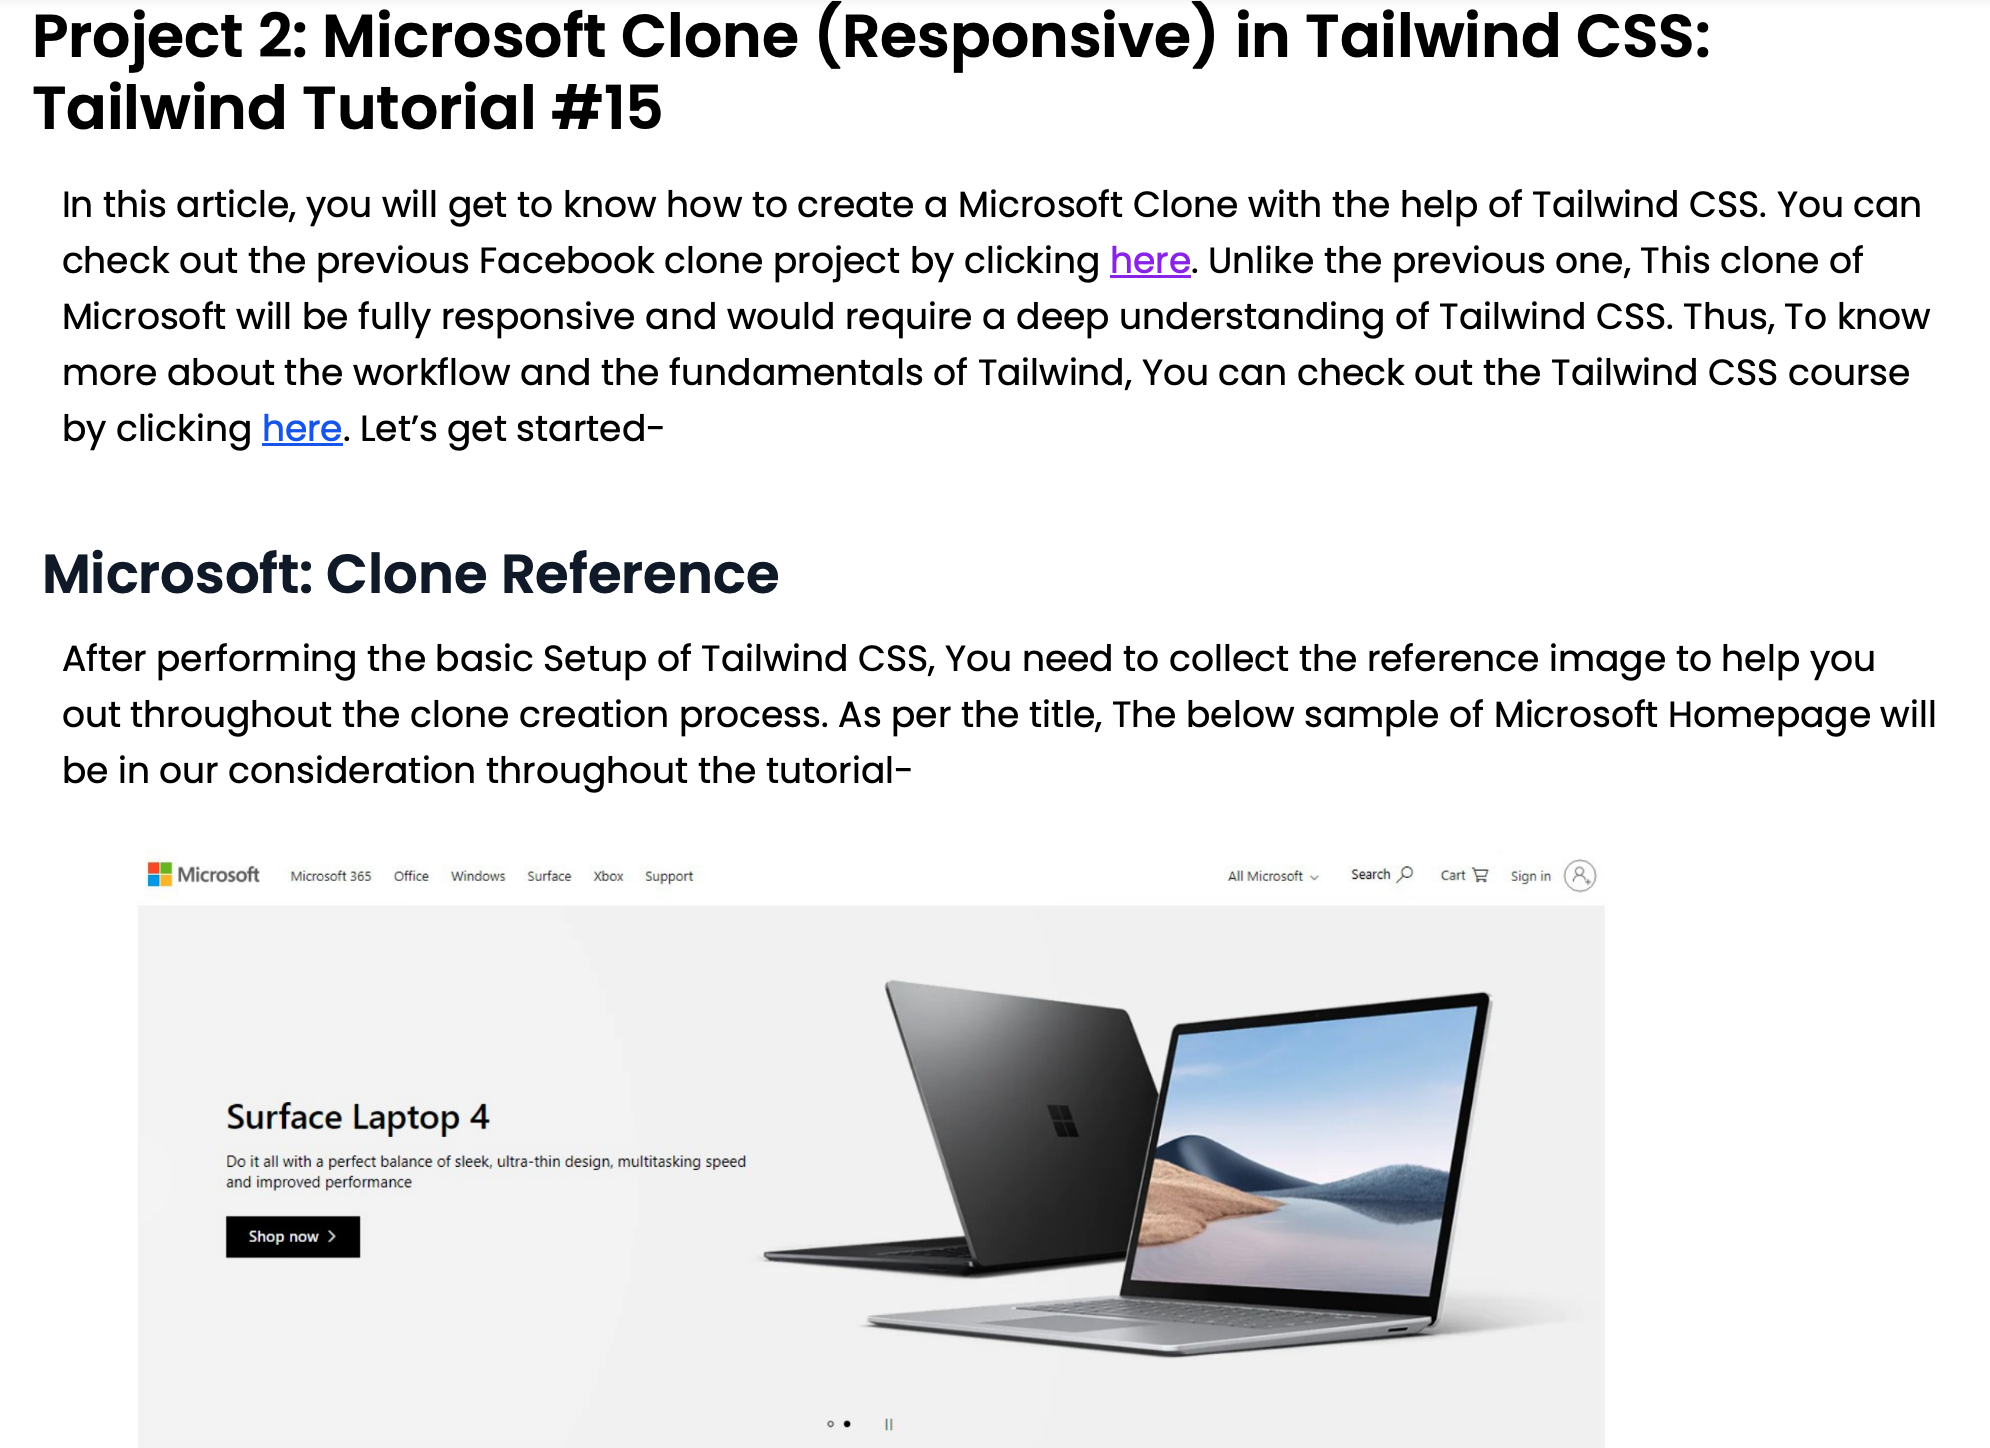 Project 2: Microsoft Clone (Responsive) in Tailwind CSS:
Tailwind Tutorial #15
In this article, you will get to know how to create a Microsoft Clone with the help of Tailwind CSS. You can
check out the previous Facebook clone project by clicking here. Unlike the previous one, This clone of
Microsoft will be fully responsive and would require a deep understanding of Tailwind CSS. Thus, To know
more about the workflow and the fundamentals of Tailwind, You can check out the Tailwind CSS course
by clicking here. Let’s get started-
Microsoft: Clone Reference
After performing the basic Setup of Tailwind CSS, You need to collect the reference image to help you
out throughout the clone creation process. As per the title, The below sample of Microsoft Homepage will
be in our consideration throughout the tutorial-
Microsoft Microsoft 365 Office Windows Surface Xbox Support All Microsoft Search Cart Sign in
Surface Laptop 4
Do it all with a perfect balance of sleek, ultra-thin design, multitasking speed
and improved performance
Shop now